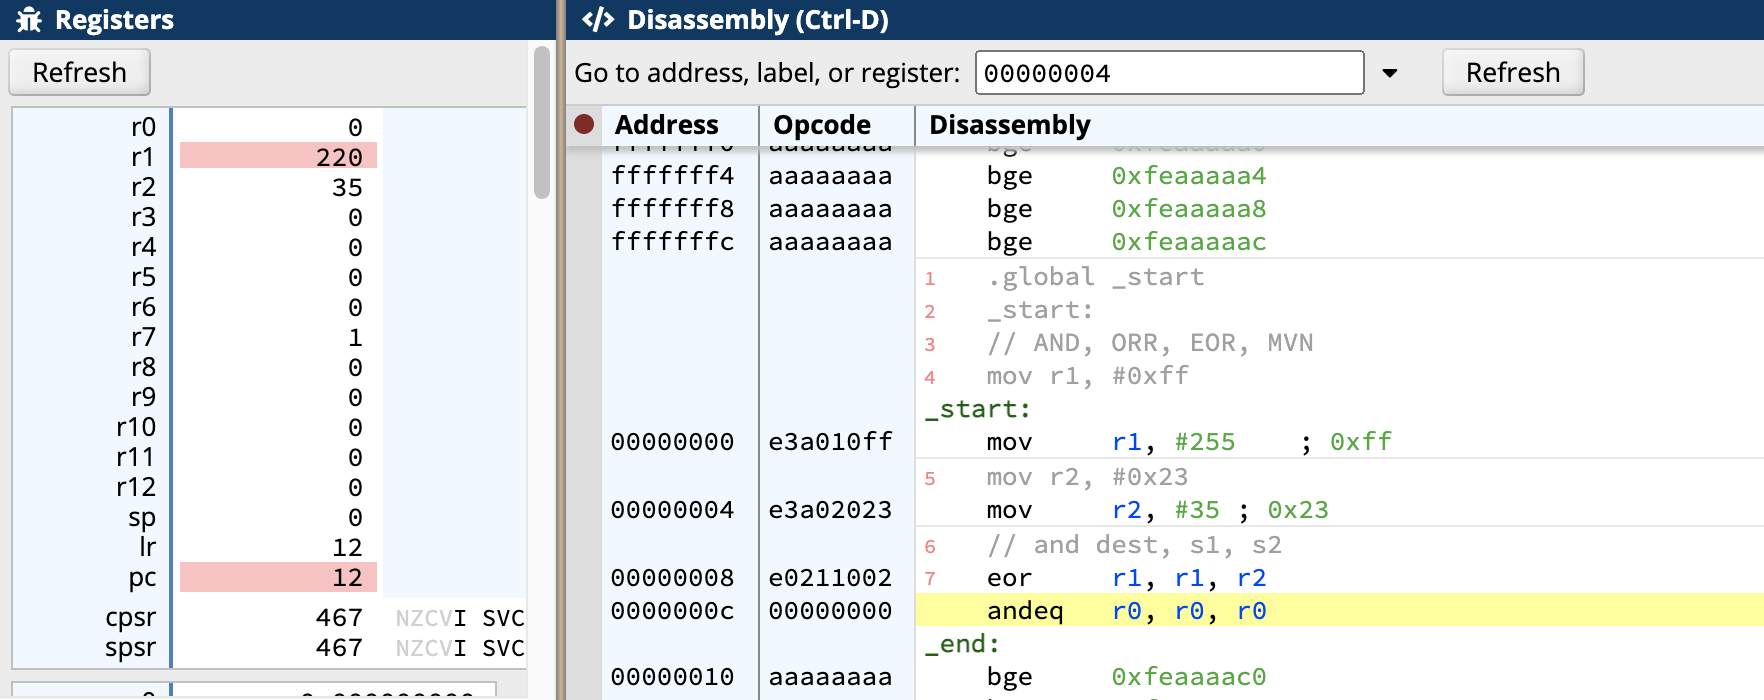 Registers
Refresh
r0 0
r1 220
r2 35
r3 0
r4 0
r5 0
r6 0
r7 1
r8 0
r9 0
r10 0
r11 0
r12 0
sp 0
lr 12
pc 12
cpsr 467 NZCVI SVC
spsr 467 NZCVI SVC
</> Disassembly (Ctrl-D)
Go to address, label, or register: 00000004 Refresh
Address Opcode Disassembly
fffffff4 aaaaaaaa bge 0xfeaaaaa4
fffffff8 aaaaaaaa bge 0xfeaaaaa8
fffffffc aaaaaaaa bge 0xfeaaaaac
1 .global _start
2 _start:
3 // AND, ORR, EOR, MVN
4 mov r1, #0xff
_start:
00000000 e3a010ff mov r1, #255 ; 0xff
5 mov r2, #0x23
00000004 e3a02023 mov r2, #35 ; 0x23
6 // and dest, s1, s2
00000008 e0211002 7 eor r1, r1, r2
0000000c 00000000 andeq r0, r0, r0
_end:
00000010 aaaaaaaa bge 0xfeaaaac0